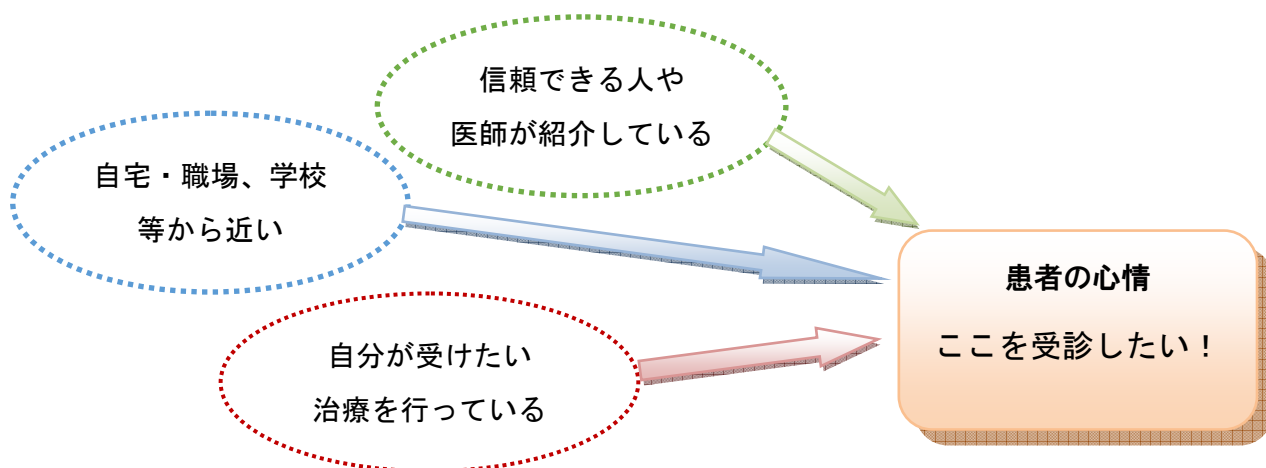 信頼できる人や
医師が紹介している
自宅・職場、学校
等から近い
自分が受けたい
治療を行っている
患者の心情
ここを受診したい！